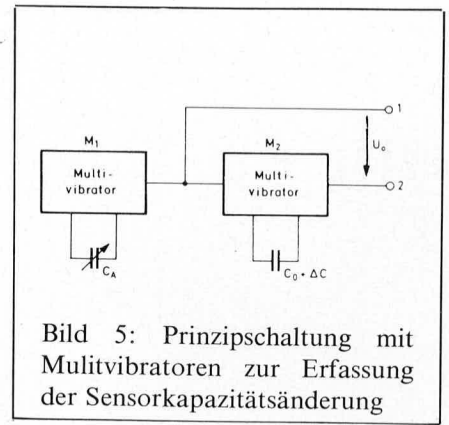 1
M₁
M₂
U₀
Multi-
vibrator
Multi-
vibrator
2
C_A
C₀ + ΔC
Bild 5: Prinzipschaltung mit
Mulitvibratoren zur Erfassung
der Sensorkapazitätsänderung